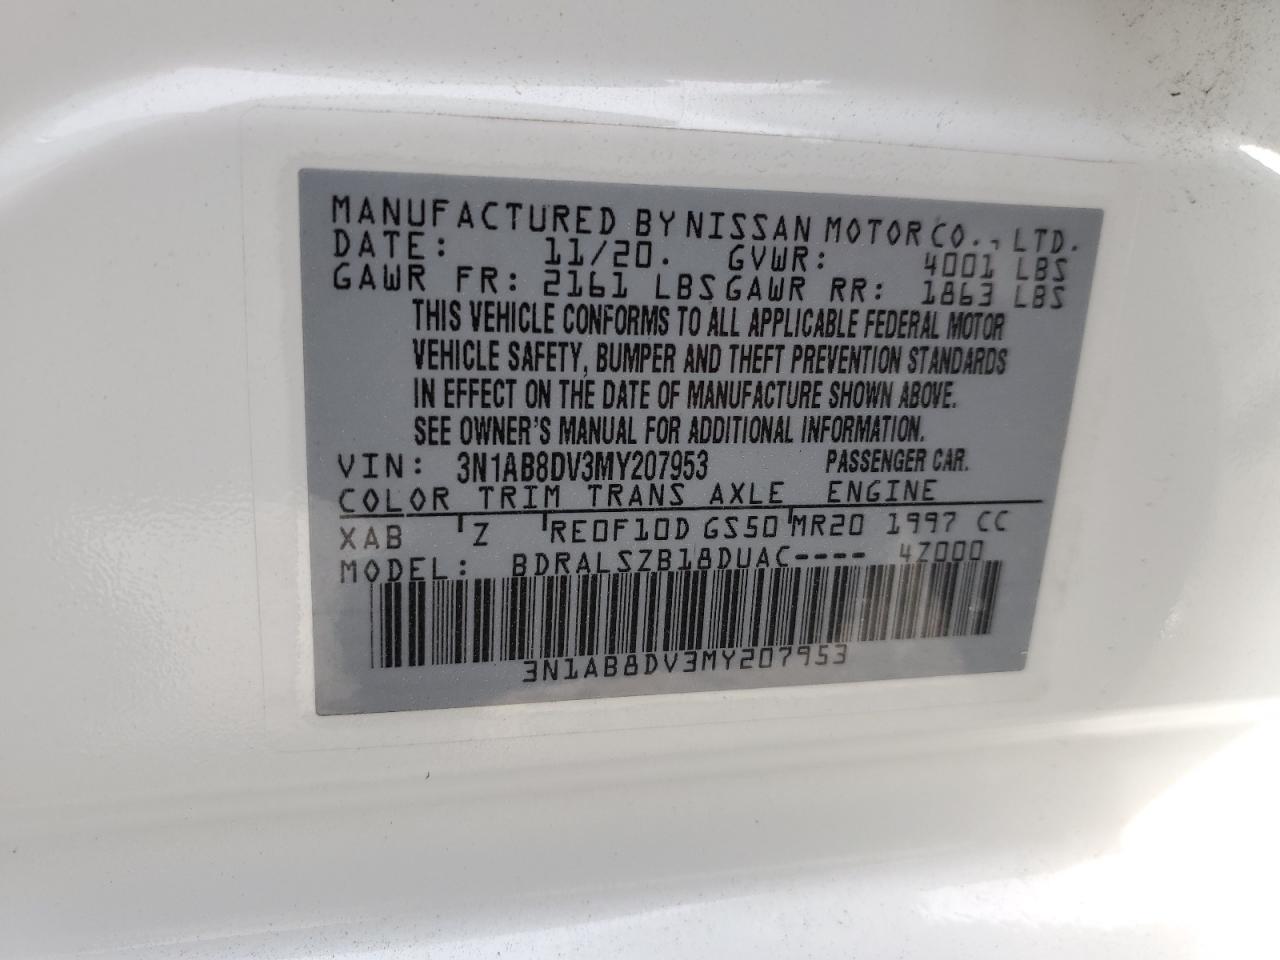 MANUFACTURED BY NISSAN MOTOR CO., LTD.
DATE: 11/20. GVWR: 4001 LBS
GAWR FR: 2161 LBS GAWR RR: 1863 LBS
THIS VEHICLE CONFORMS TO ALL APPLICABLE FEDERAL MOTOR
VEHICLE SAFETY, BUMPER AND THEFT PREVENTION STANDARDS
IN EFFECT ON THE DATE OF MANUFACTURE SHOWN ABOVE.
SEE OWNER'S MANUAL FOR ADDITIONAL INFORMATION.
VIN: 3N1AB8DV3MY207953 PASSENGER CAR.
COLOR TRIM TRANS AXLE ENGINE
XAB Z RE0F10D GS50 MR20 1997 CC
MODEL: BDRALSZB18DUAC---- 4Z000
3N1AB8DV3MY207953